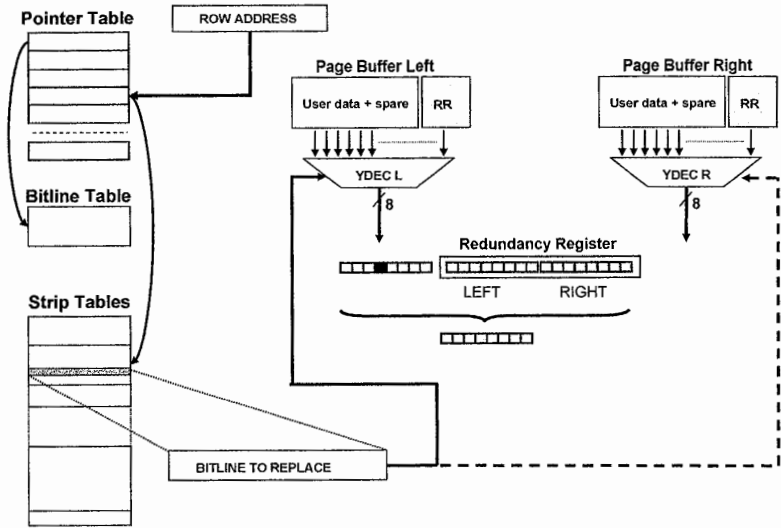 Pointer Table
ROW ADDRESS
Page Buffer Left
Page Buffer Right
User data + spare
RR
User data + spare
RR
YDEC L
YDEC R
8
8
Bitline Table
Redundancy Register
LEFT
RIGHT
Strip Tables
BITLINE TO REPLACE